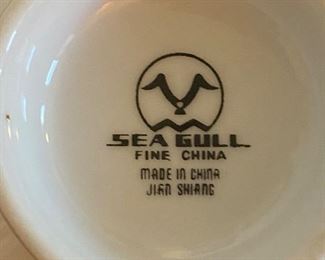 SEA GULL
FINE CHINA
MADE IN CHINA
JIAN SHIANG